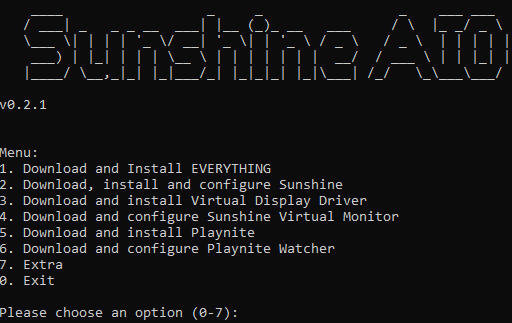 Sunshine AIO
v0.2.1
Menu:
1. Download and Install EVERYTHING
2. Download, install and configure Sunshine
3. Download and install Virtual Display Driver
4. Download and configure Sunshine Virtual Monitor
5. Download and install Playnite
6. Download and configure Playnite Watcher
7. Extra
0. Exit
Please choose an option (0-7):